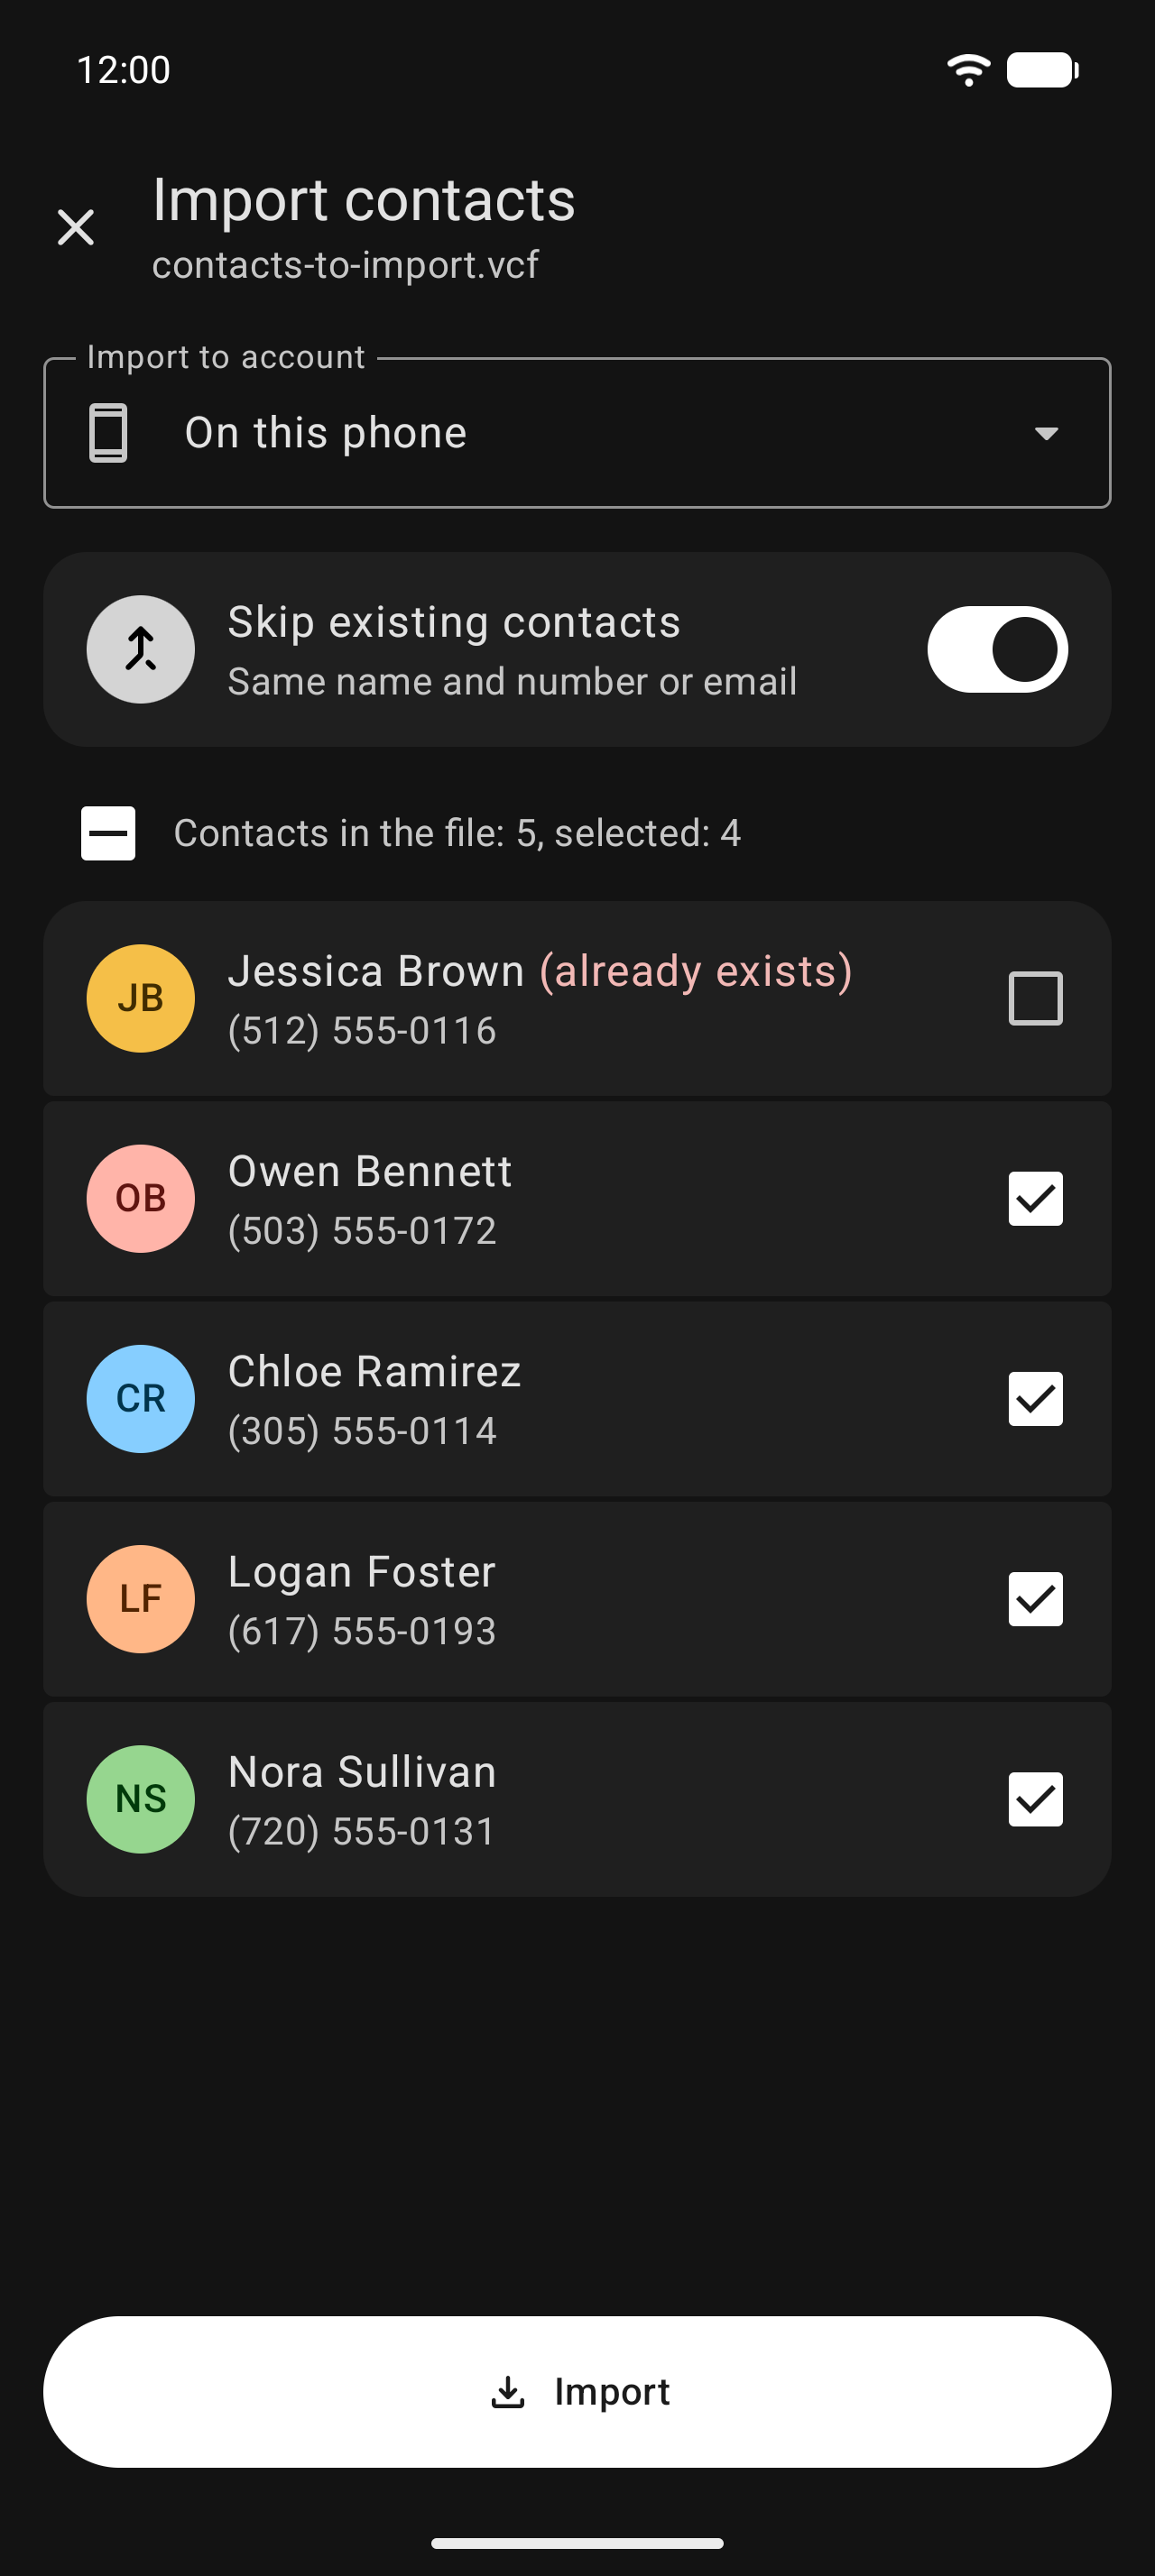 12:00
Import contacts
contacts-to-import.vcf
Import to account
On this phone
Skip existing contacts
Same name and number or email
Contacts in the file: 5, selected: 4
JB
Jessica Brown (already exists)
(512) 555-0116
OB
Owen Bennett
(503) 555-0172
CR
Chloe Ramirez
(305) 555-0114
LF
Logan Foster
(617) 555-0193
NS
Nora Sullivan
(720) 555-0131
Import